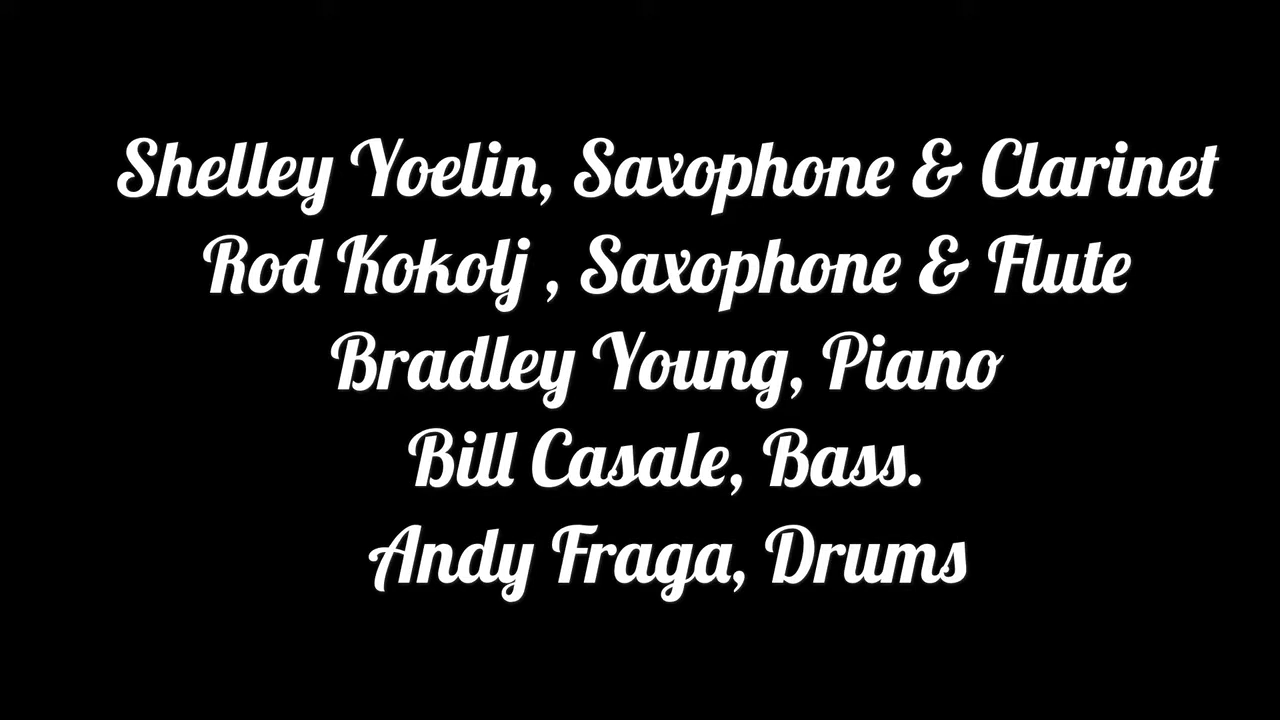 Shelley Yoelin, Saxophone & Clarinet
Rod Kokolj , Saxophone & Flute
Bradley Young, Piano
Bill Casale, Bass.
Andy Fraga, Drums